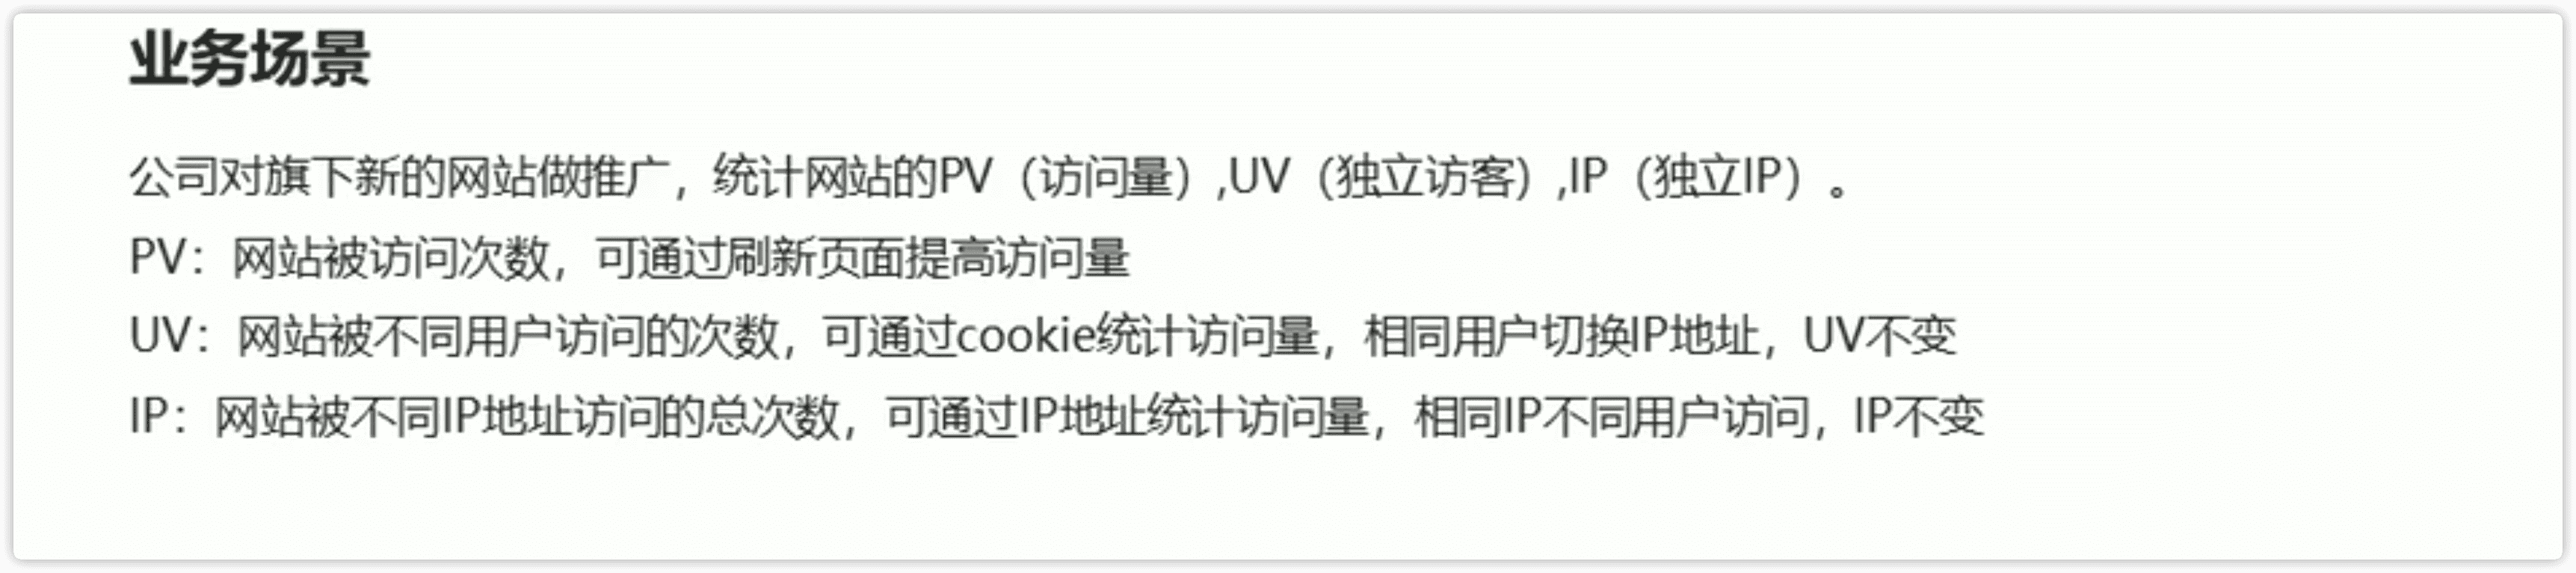 业务场景
公司对旗下新的网站做推广，统计网站的PV（访问量）,UV（独立访客）,IP（独立IP）。
PV：网站被访问次数，可通过刷新页面提高访问量
UV：网站被不同用户访问的次数，可通过cookie统计访问量，相同用户切换IP地址，UV不变
IP：网站被不同IP地址访问的总次数，可通过IP地址统计访问量，相同IP不同用户访问，IP不变